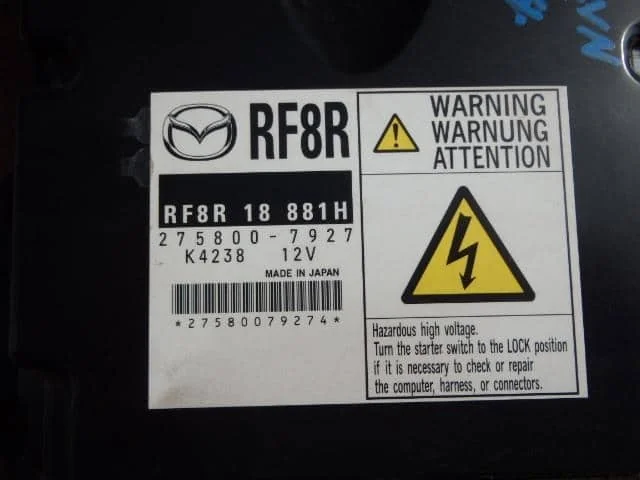 RF8R
RF8R 18 881H
275800-7927
K4238 12V
MADE IN JAPAN
*27580079274*
WARNING
WARNUNG
ATTENTION
Hazardous high voltage.
Turn the starter switch to the LOCK position
if it is necessary to check or repair
the computer, harness, or connectors.